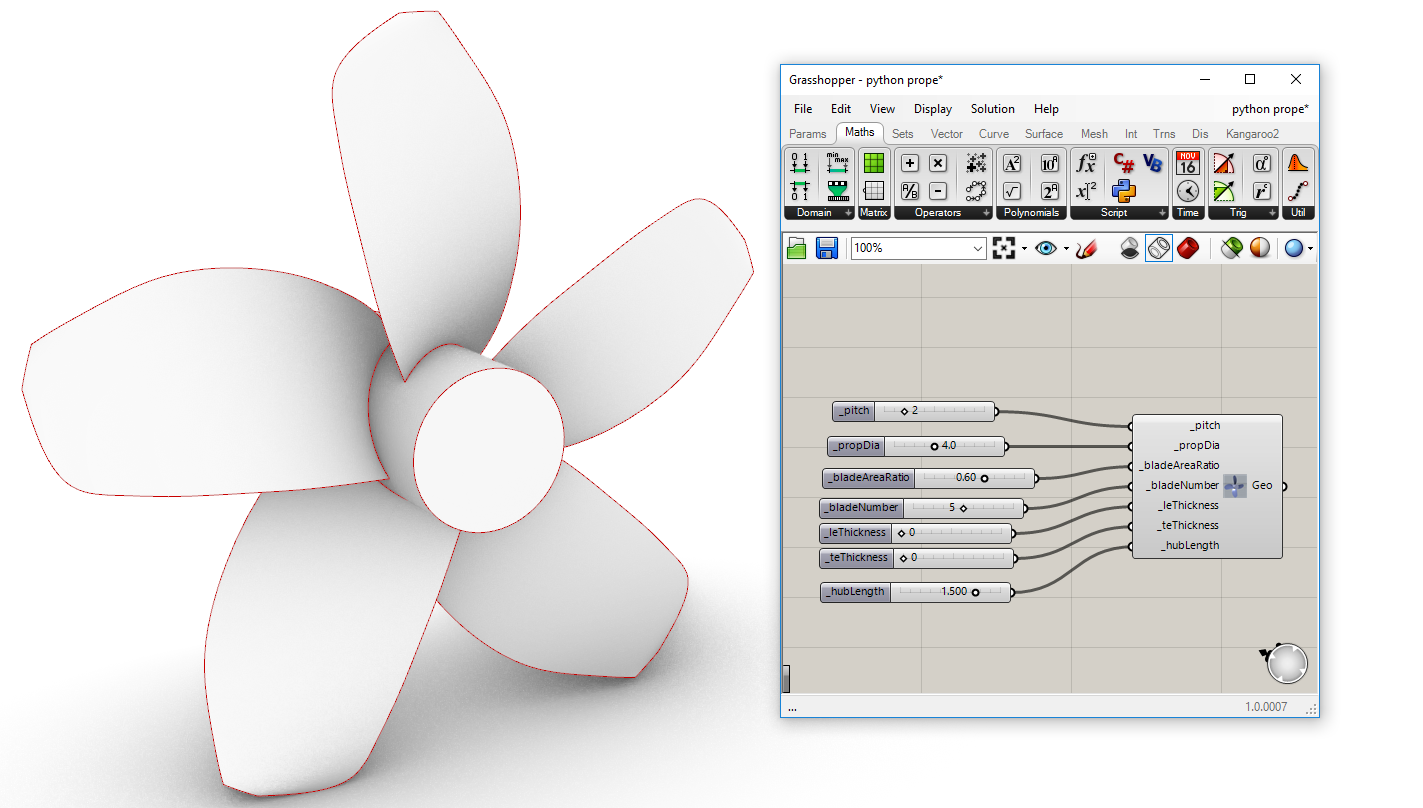 Grasshopper - python prope*
File Edit View Display Solution Help python prope*
Params Maths Sets Vector Curve Surface Mesh Int Trns Dis Kangaroo2
Domain Matrix Operators Polynomials Script Time Trig Util
100%
_pitch 2
_propDia 4.0
_bladeAreaRatio 0.60
_bladeNumber 5
_leThickness 0
_teThickness 0
_hubLength 1.500
_pitch
_propDia
_bladeAreaRatio
_bladeNumber Geo
_leThickness
_teThickness
_hubLength
... 1.0.0007